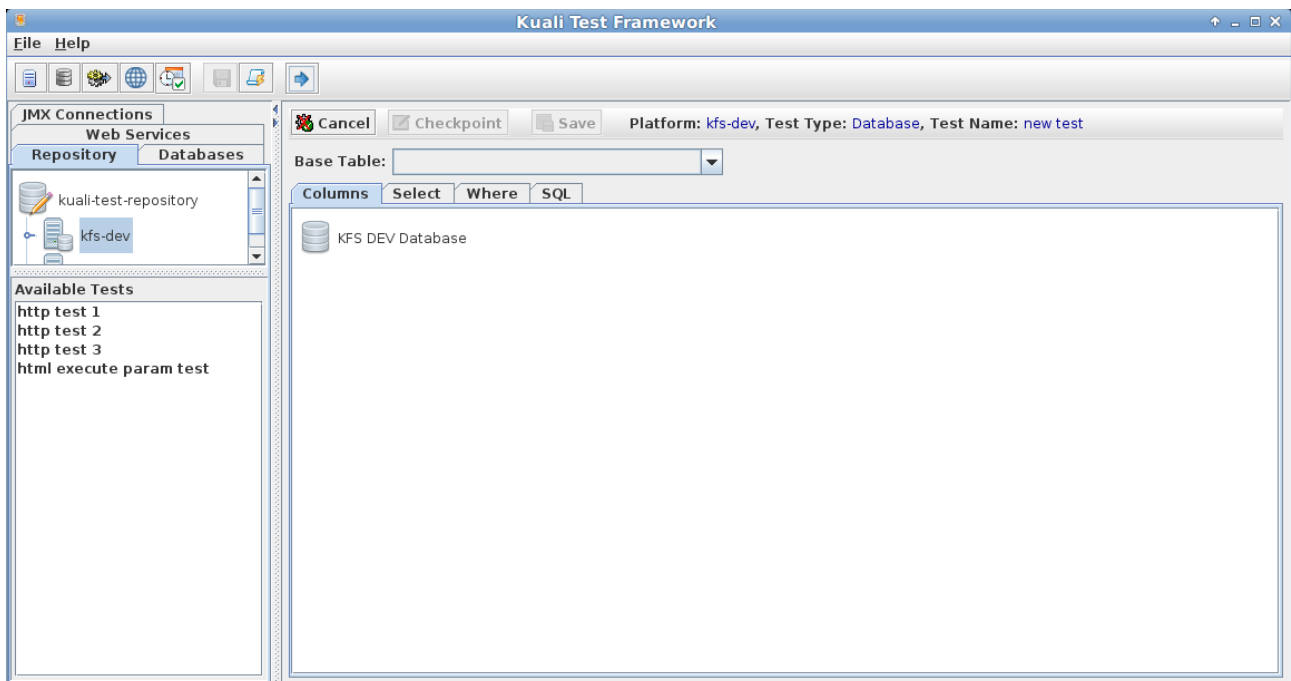 Kuali Test Framework
File Help
JMX Connections
Web Services
Repository Databases
kuali-test-repository
kfs-dev
Available Tests
http test 1
http test 2
http test 3
html execute param test
Cancel Checkpoint Save Platform: kfs-dev, Test Type: Database, Test Name: new test
Base Table:
Columns Select Where SQL
KFS DEV Database